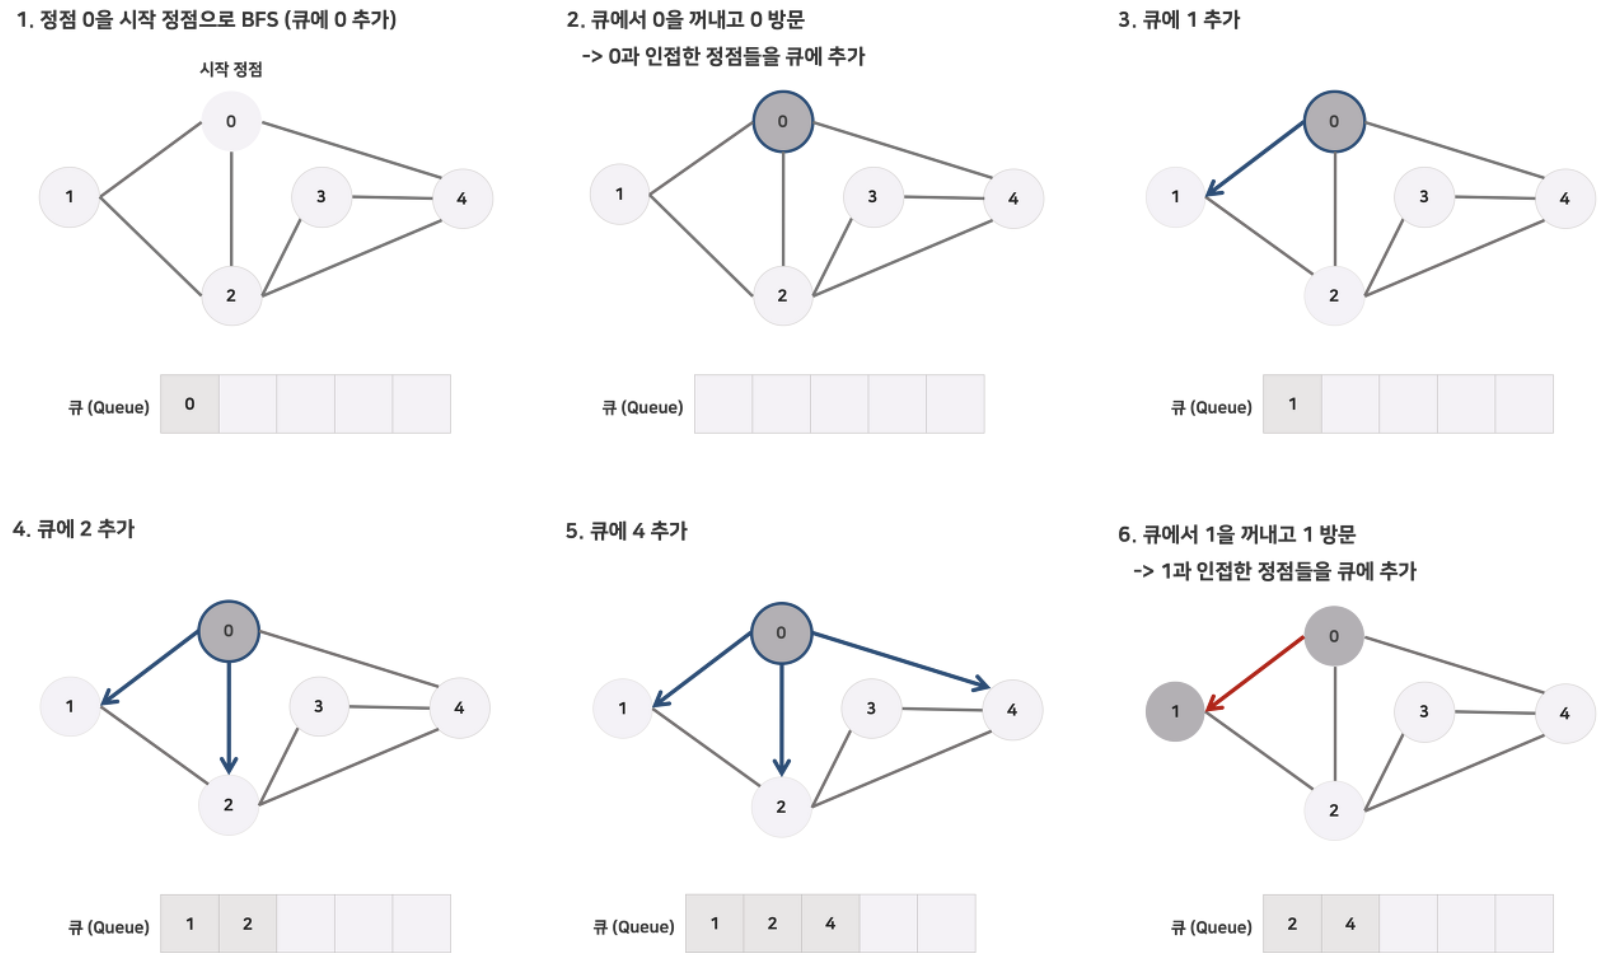 1. 정점 0을 시작 정점으로 BFS (큐에 0 추가)
시작 정점
0
1
3
4
2
큐 (Queue)
0
2. 큐에서 0을 꺼내고 0 방문
-> 0과 인접한 정점들을 큐에 추가
0
1
3
4
2
큐 (Queue)
3. 큐에 1 추가
0
1
3
4
2
큐 (Queue)
1
4. 큐에 2 추가
0
1
3
4
2
큐 (Queue)
1 2
5. 큐에 4 추가
0
1
3
4
2
큐 (Queue)
1 2 4
6. 큐에서 1을 꺼내고 1 방문
-> 1과 인접한 정점들을 큐에 추가
0
1
3
4
2
큐 (Queue)
2 4